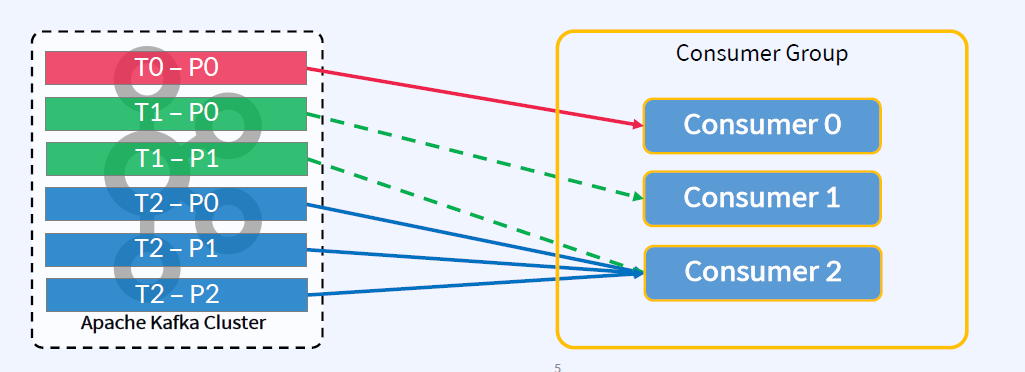 Consumer Group
T0 – P0
T1 – P0
T1 – P1
T2 – P0
T2 – P1
T2 – P2
Apache Kafka Cluster
Consumer 0
Consumer 1
Consumer 2
5